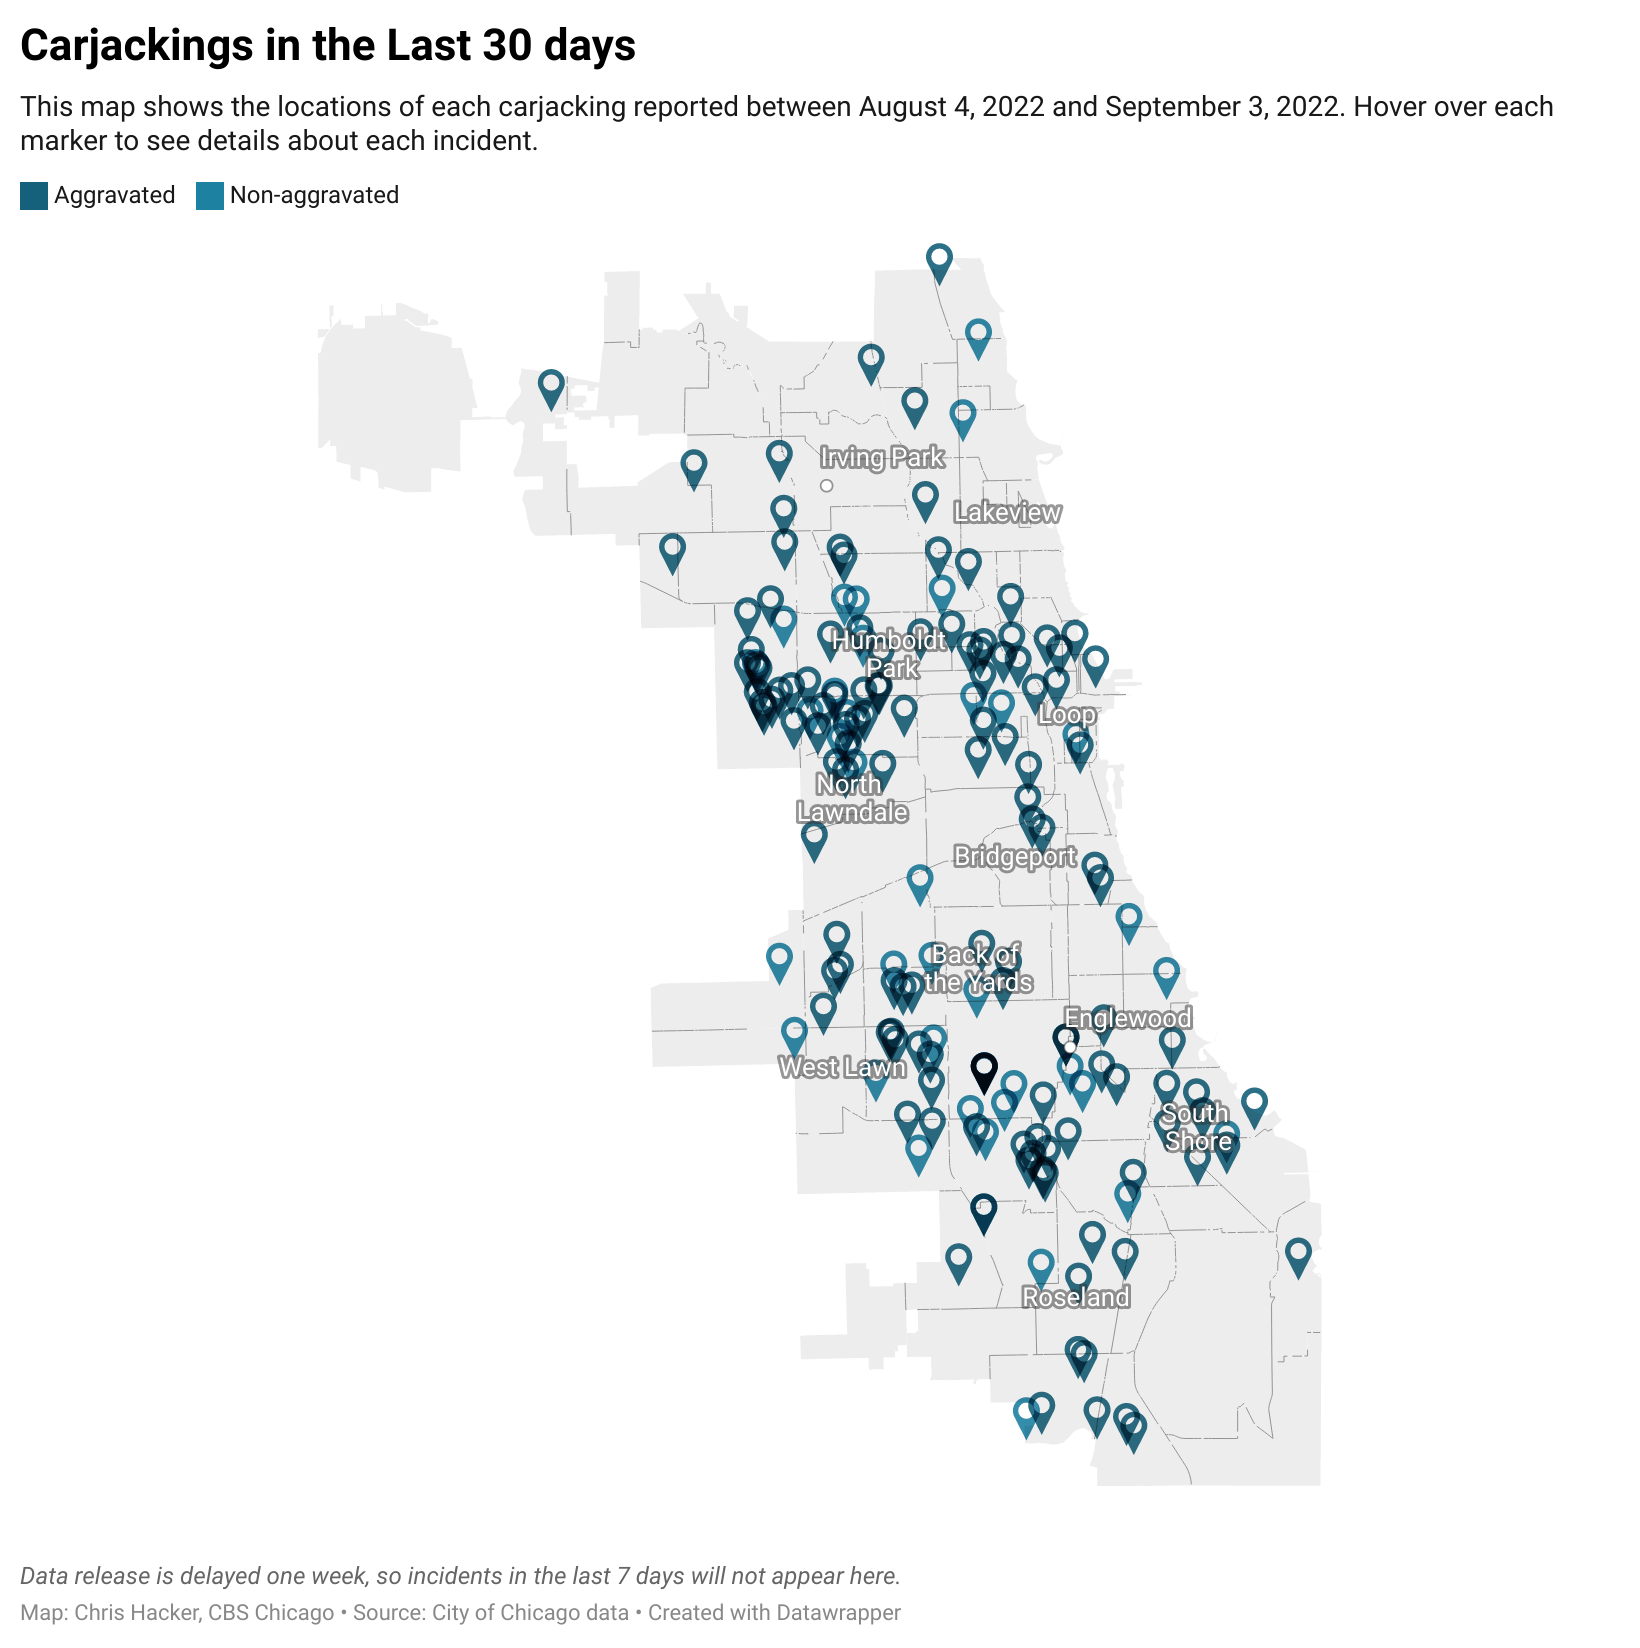 Carjackings in the Last 30 days
This map shows the locations of each carjacking reported between August 4, 2022 and September 3, 2022. Hover over each
marker to see details about each incident.
Aggravated Non-aggravated
Irving Park
Lakeview
Humboldt
Park
Loop
North
Lawndale
Bridgeport
Back of
the Yards
Englewood
West Lawn
South
Shore
Roseland
Data release is delayed one week, so incidents in the last 7 days will not appear here.
Map: Chris Hacker, CBS Chicago • Source: City of Chicago data • Created with Datawrapper